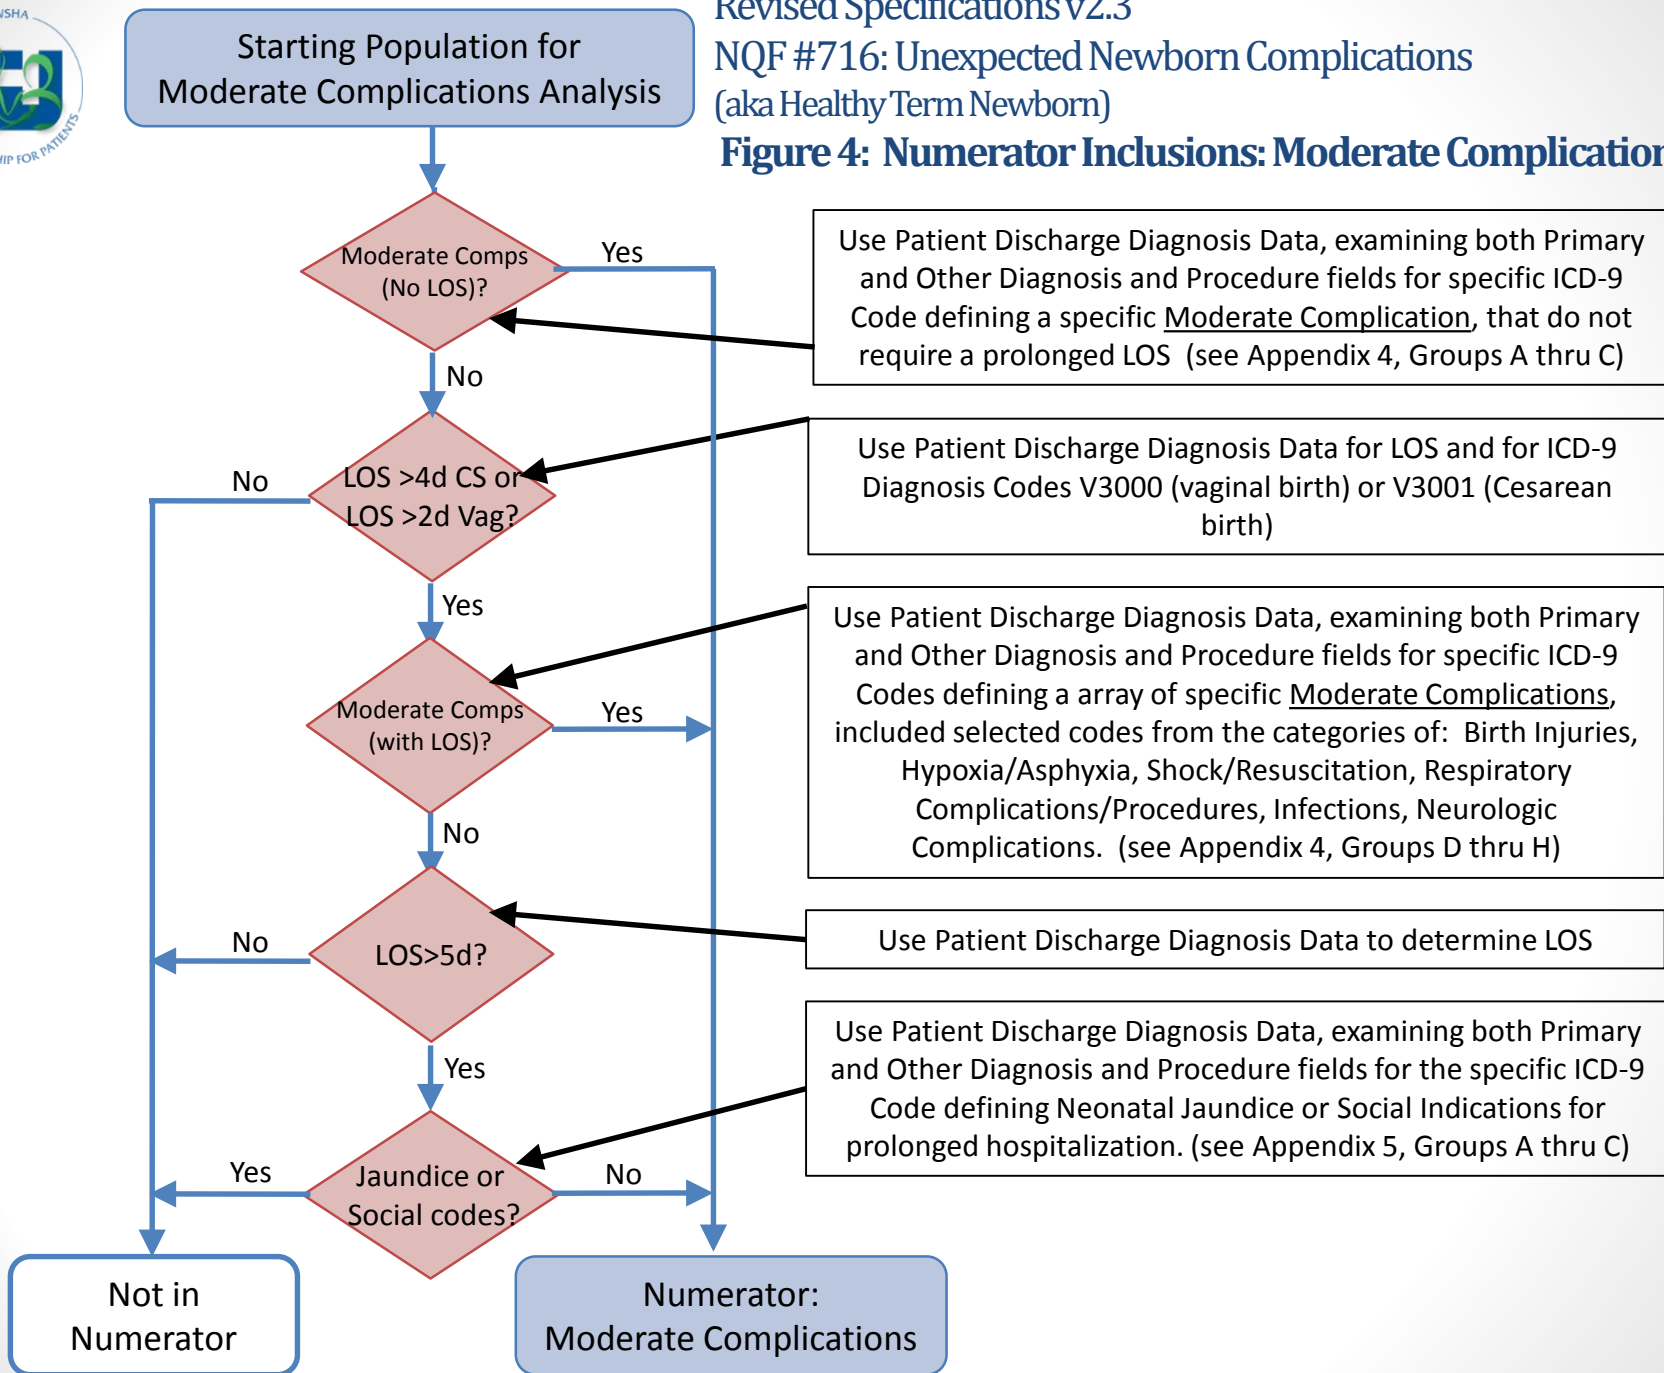 Revised Specifications v2.3
NQF #716: Unexpected Newborn Complications
(aka Healthy Term Newborn)
Figure 4: Numerator Inclusions: Moderate Complication
Starting Population for
Moderate Complications Analysis
Moderate Comps
(No LOS)?
Yes
No
Use Patient Discharge Diagnosis Data, examining both Primary
and Other Diagnosis and Procedure fields for specific ICD-9
Code defining a specific Moderate Complication, that do not
require a prolonged LOS (see Appendix 4, Groups A thru C)
LOS >4d CS or
LOS >2d Vag?
No
Yes
Use Patient Discharge Diagnosis Data for LOS and for ICD-9
Diagnosis Codes V3000 (vaginal birth) or V3001 (Cesarean
birth)
Moderate Comps
(with LOS)?
Yes
No
Use Patient Discharge Diagnosis Data, examining both Primary
and Other Diagnosis and Procedure fields for specific ICD-9
Codes defining a array of specific Moderate Complications,
included selected codes from the categories of: Birth Injuries,
Hypoxia/Asphyxia, Shock/Resuscitation, Respiratory
Complications/Procedures, Infections, Neurologic
Complications. (see Appendix 4, Groups D thru H)
LOS>5d?
No
Yes
Use Patient Discharge Diagnosis Data to determine LOS
Jaundice or
Social codes?
Yes
No
Use Patient Discharge Diagnosis Data, examining both Primary
and Other Diagnosis and Procedure fields for the specific ICD-9
Code defining Neonatal Jaundice or Social Indications for
prolonged hospitalization. (see Appendix 5, Groups A thru C)
Not in
Numerator
Numerator:
Moderate Complications
FOR PATIENTS